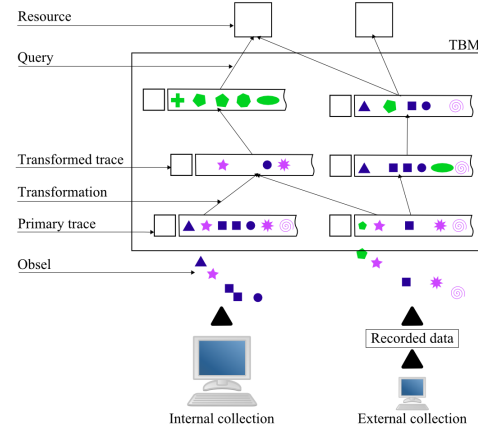 Resource
TBM
Query
Transformed trace
Transformation
Primary trace
Obsel
Recorded data
Internal collection
External collection